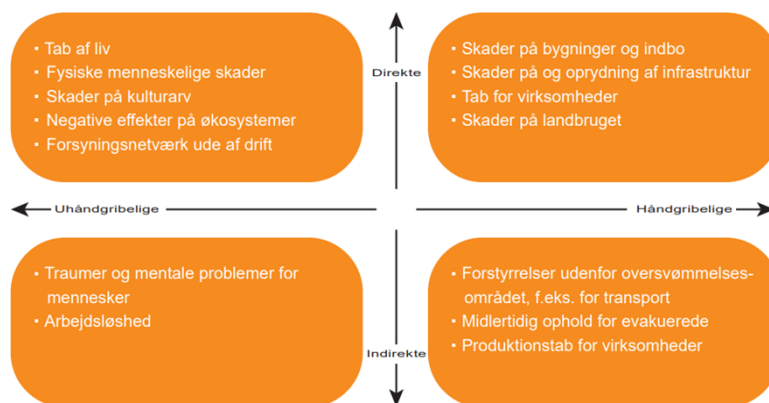 • Tab af liv
• Fysiske menneskelige skader
• Skader på kulturarv
• Negative effekter på økosystemer
• Forsyningsnetværk ude af drift
Direkte
• Skader på bygninger og indbo
• Skader på og oprydning af infrastruktur
• Tab for virksomheder
• Skader på landbruget
Uhåndgribelige
Håndgribelige
• Traumer og mentale problemer for
mennesker
• Arbejdsløshed
Indirekte
• Forstyrrelser udenfor oversvømmelses-
området, f.eks. for transport
• Midlertidig ophold for evakuerede
• Produktionstab for virksomheder